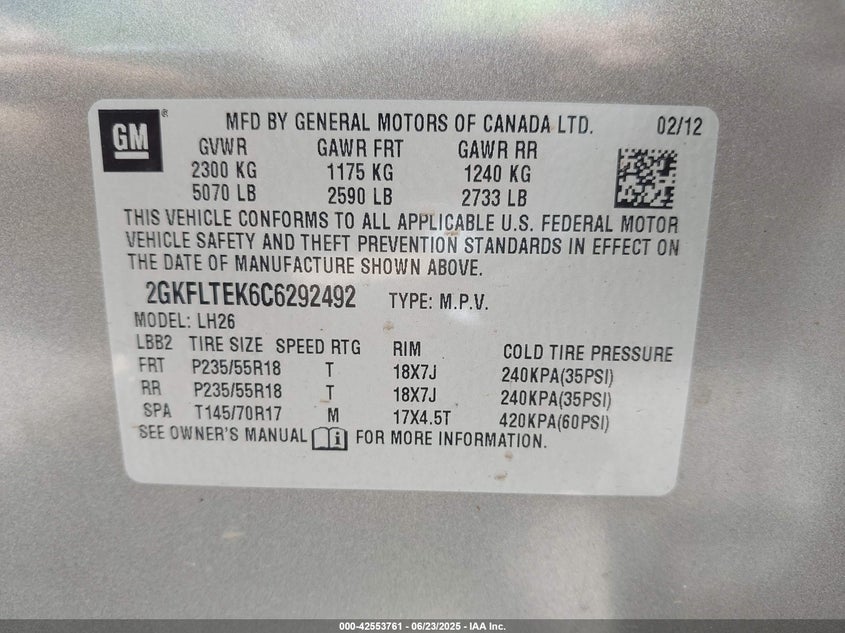 GM ® MFD BY GENERAL MOTORS OF CANADA LTD. 02/12
GVWR GAWR FRT GAWR RR
2300 KG 1175 KG 1240 KG
5070 LB 2590 LB 2733 LB
THIS VEHICLE CONFORMS TO ALL APPLICABLE U.S. FEDERAL MOTOR
VEHICLE SAFETY AND THEFT PREVENTION STANDARDS IN EFFECT ON
THE DATE OF MANUFACTURE SHOWN ABOVE.
2GKFLTEK6C6292492 TYPE: M.P.V.
MODEL: LH26
LBB2 TIRE SIZE SPEED RTG RIM COLD TIRE PRESSURE
FRT P235/55R18 T 18X7J 240KPA(35PSI)
RR P235/55R18 T 18X7J 240KPA(35PSI)
SPA T145/70R17 M 17X4.5T 420KPA(60PSI)
SEE OWNER'S MANUAL i FOR MORE INFORMATION.
000-42553761 - 06/23/2025 - IAA Inc.